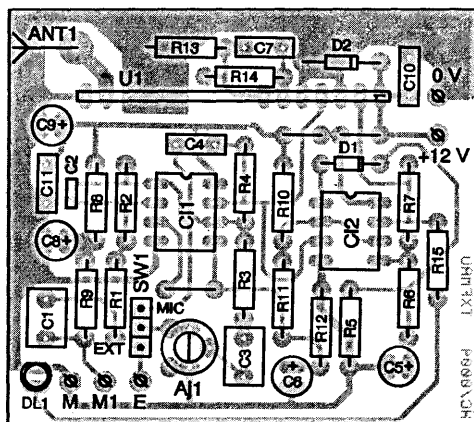 ANT1
R13
C7
D2
R14
C10
0 V
U1
C9+
+12 V
C4
D1
C11
C2
R8
R2
CI1
R4
R10
CI2
R7
C8+
R15
SW1
R9
R1
MIC
R3
R11
R12
R5
R6
C1
EXT
AJ1
C3
C6
C5+
DL1
M
M1
E